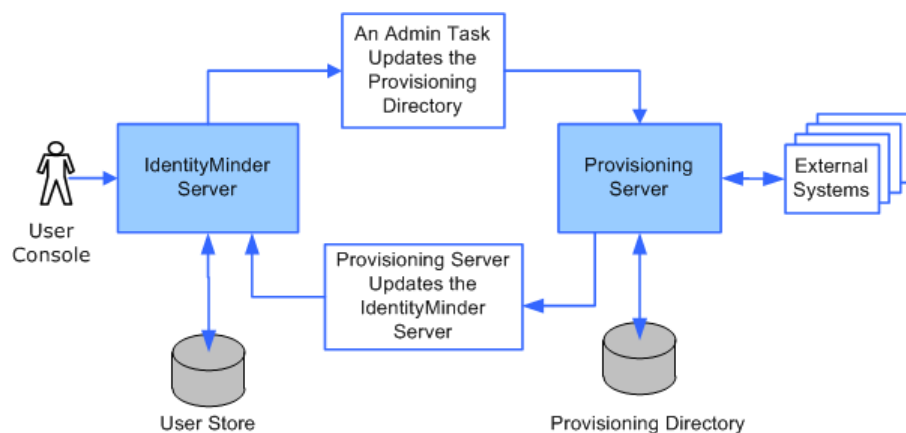 An Admin Task
Updates the
Provisioning
Directory
IdentityMinder
Server
Provisioning
Server
External
Systems
User
Console
Provisioning Server
Updates the
IdentityMinder
Server
User Store
Provisioning Directory